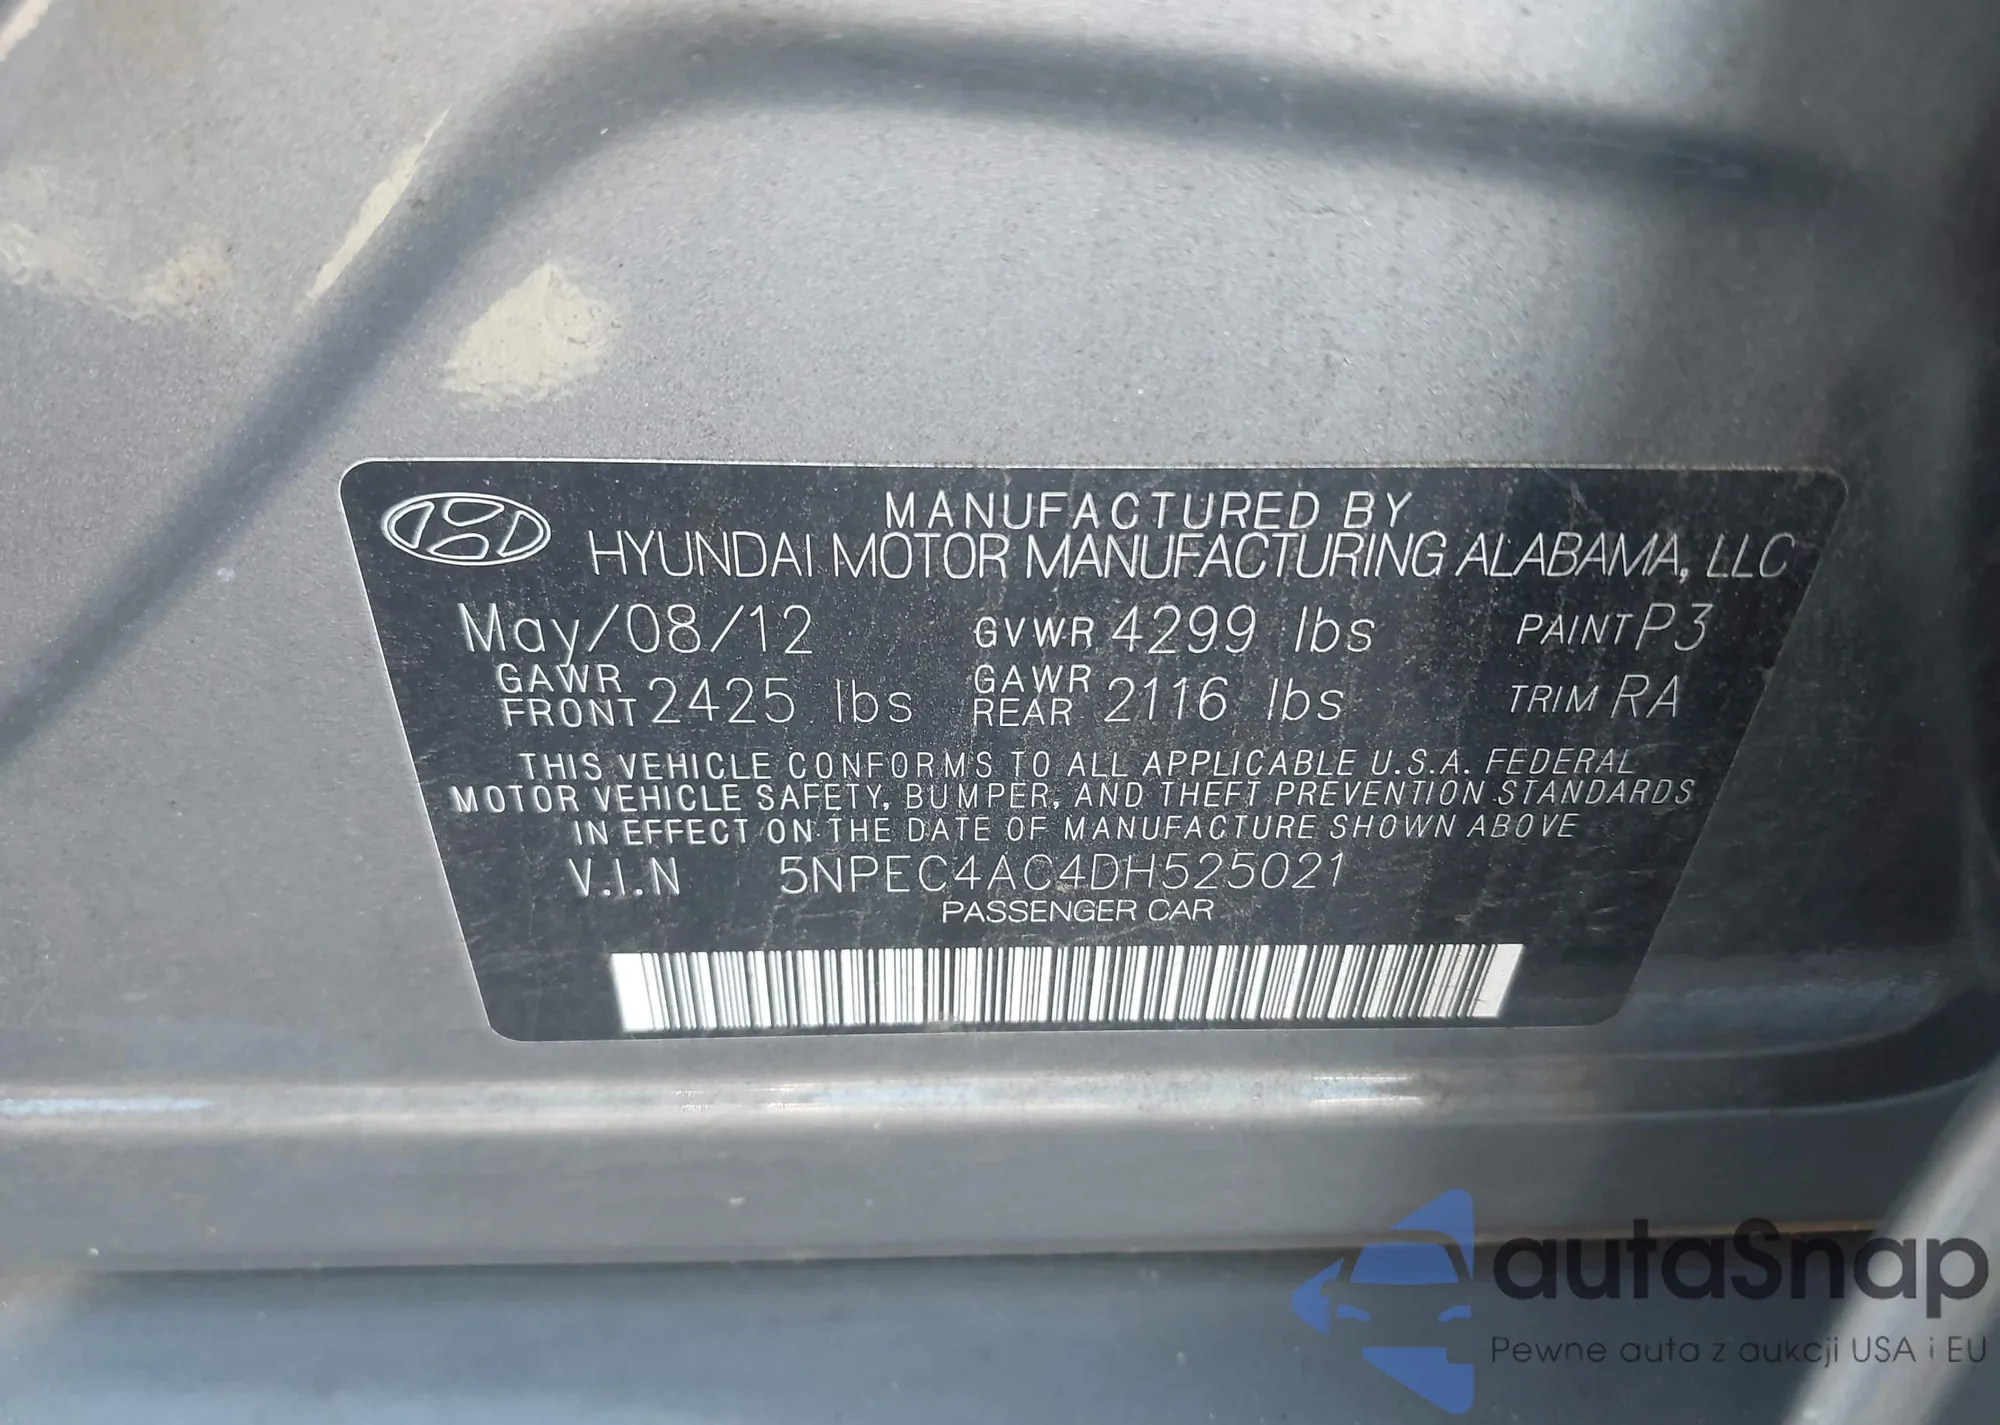 MANUFACTURED BY
HYUNDAI MOTOR MANUFACTURING ALABAMA, LLC
May/08/12 GVWR 4299 lbs PAINT P3
GAWR FRONT 2425 lbs GAWR REAR 2116 lbs TRIM RA
THIS VEHICLE CONFORMS TO ALL APPLICABLE U.S.A. FEDERAL
MOTOR VEHICLE SAFETY, BUMPER, AND THEFT PREVENTION STANDARDS
IN EFFECT ON THE DATE OF MANUFACTURE SHOWN ABOVE
V.I.N 5NPEC4AC4DH525021
PASSENGER CAR
autoSnap
Pewne auta z aukcji USA i EU